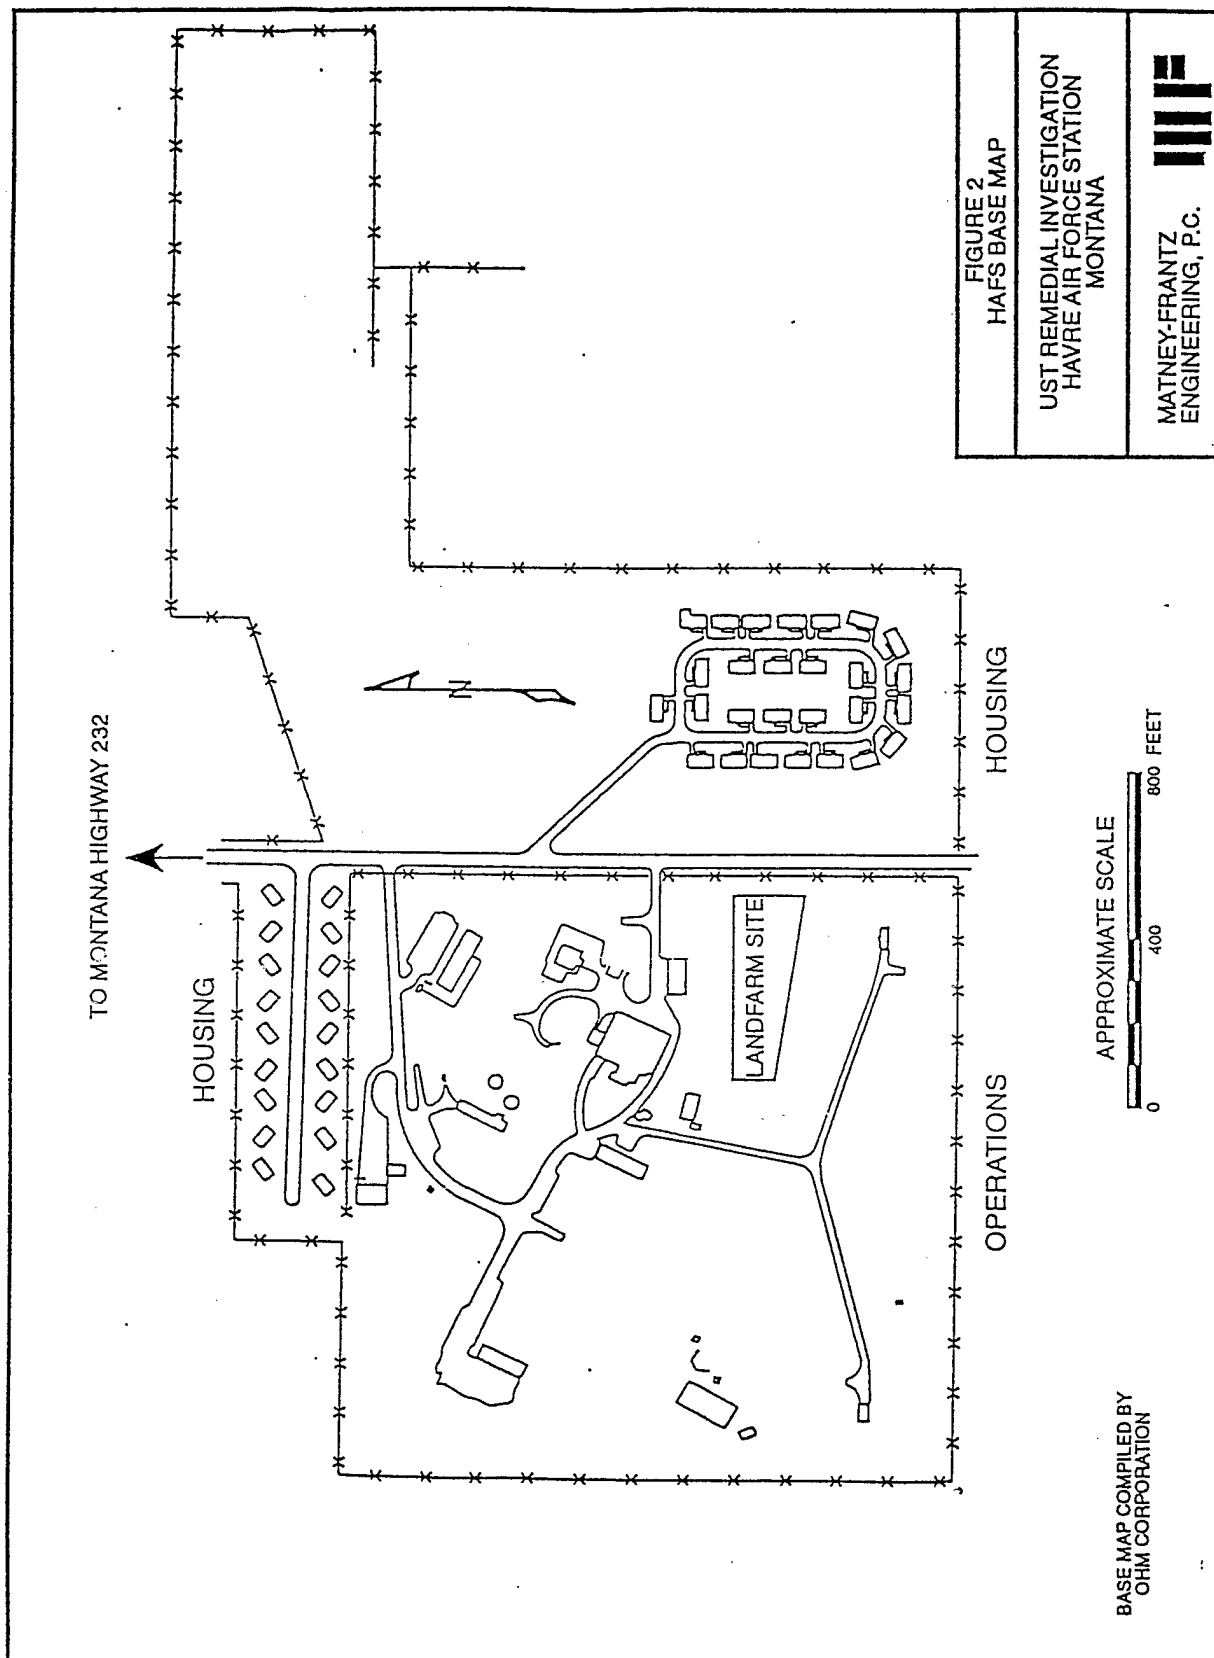 TO MONTANA HIGHWAY 232
HOUSING
N
LANDFARM SITE
HOUSING
OPERATIONS
APPROXIMATE SCALE
0 400 800 FEET
BASE MAP COMPILED BY
OHM CORPORATION
FIGURE 2
HAFS BASE MAP
UST REMEDIAL INVESTIGATION
HAVRE AIR FORCE STATION
MONTANA
MATNEY-FRANTZ
ENGINEERING, P.C.